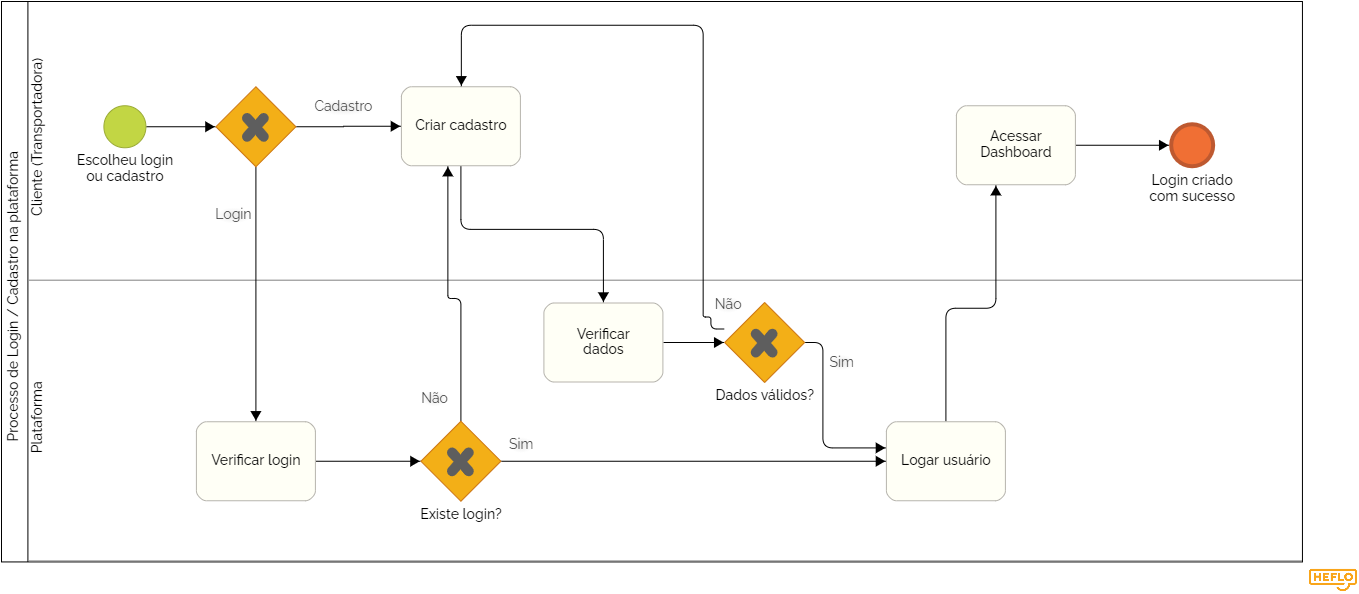 Processo de Login / Cadastro na plataforma
Cliente (Transportadora)
Escolheu login
ou cadastro
Cadastro
Login
Criar cadastro
Acessar
Dashboard
Login criado
com sucesso
Plataforma
Verificar
dados
Não
Dados válidos?
Sim
Verificar login
Não
Existe login?
Sim
Logar usuário
HEFLO